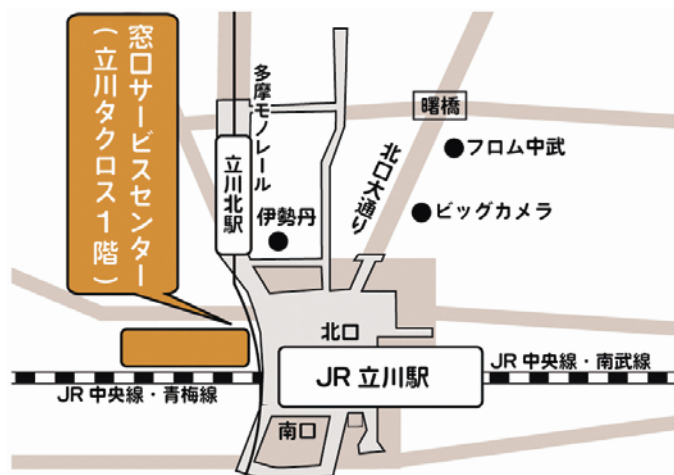 窓口サービスセンター
(立川タクロス1階)
多摩モノレール
立川北駅
伊勢丹
北口大通り
曙橋
フロム中武
ビッグカメラ
北口
JR 立川駅
JR 中央線・南武線
JR 中央線・青梅線
南口